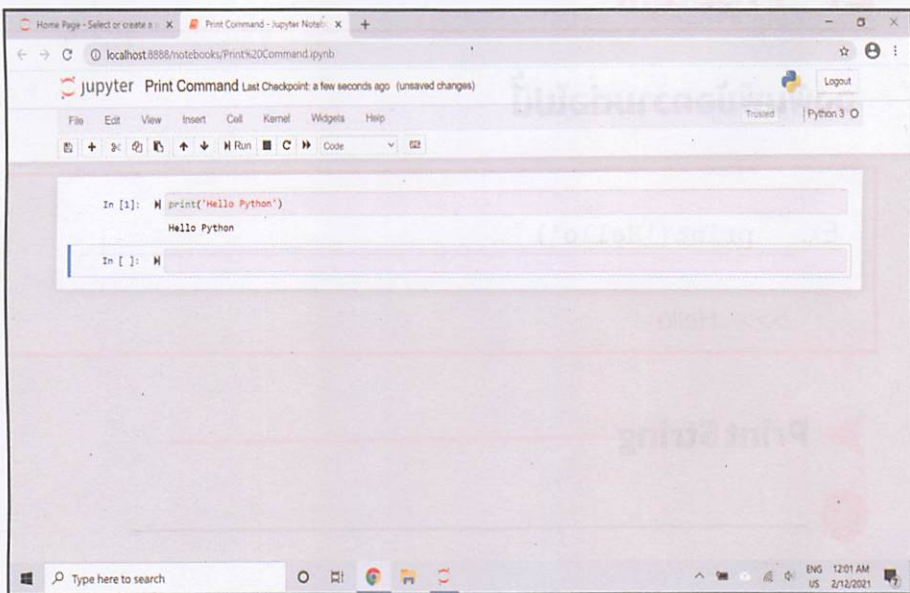 Home Page - Select or create a n
Print Command - Jupyter Noteb
localhost:8888/notebooks/Print%20Command.ipynb
jupyter Print Command Last Checkpoint: a few seconds ago (unsaved changes)
Logout
File Edit View Insert Cell Kernel Widgets Help
Trusted
Python 3
Run
Code
In [1]: print('Hello Python')
Hello Python
In [ ]:
Print String
Type here to search
ENG 12:01 AM
US 2/12/2021